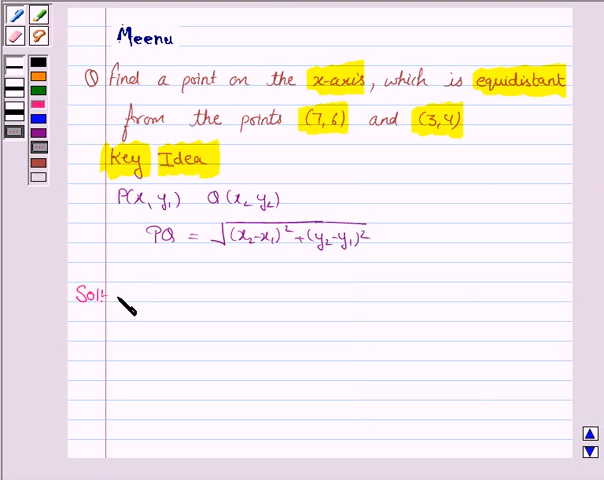 Meenu
Q Find a point on the x-axis, which is equidistant
from the points (7,6) and (3,4)
Key Idea
P(x, y₁) Q(x₂ y₂)
PQ = √(x₂-x₁)² + (y₂-y₁)²
Sol:-